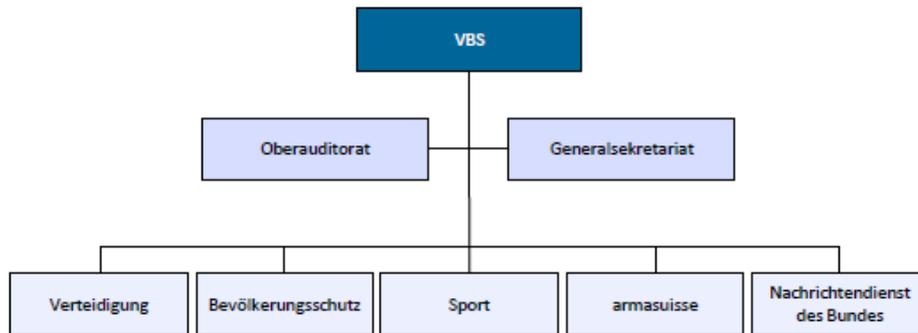 VBS
Oberauditorat
Generalsekretariat
Verteidigung
Bevölkerungsschutz
Sport
armasuisse
Nachrichtendienst
des Bundes